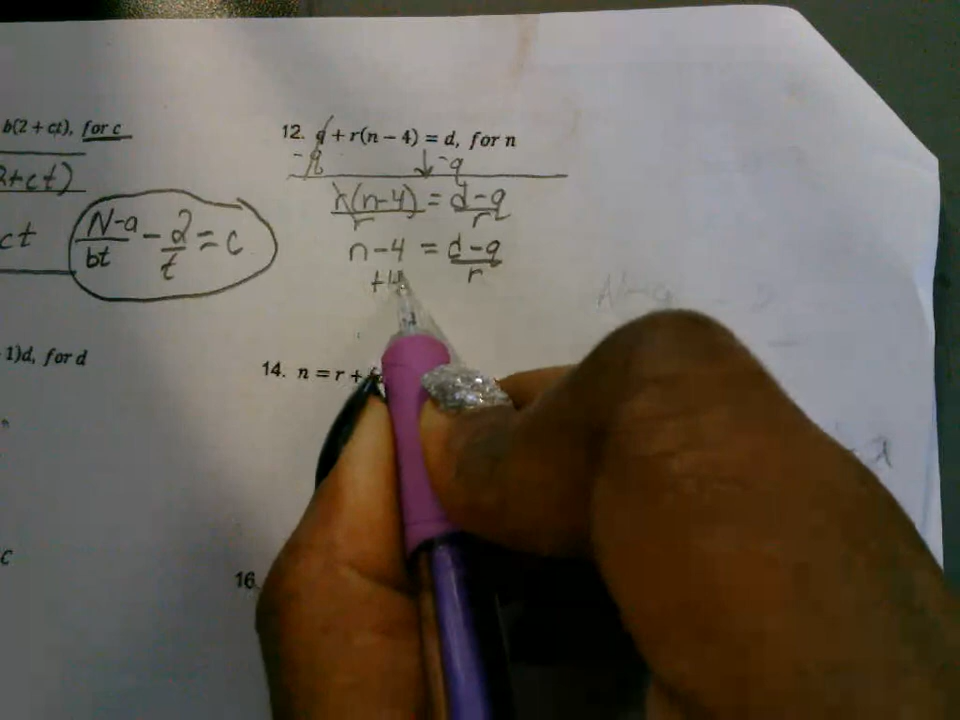 b(2 + ct), for c
2+ct)
ct
N-a/bt - 2/t = c
1)d, for d
c
12. q + r(n − 4) = d, for n
-q -q
r(n-4)/r = d-q/r
n-4 = d-q/r
+4
14. n = r +
16